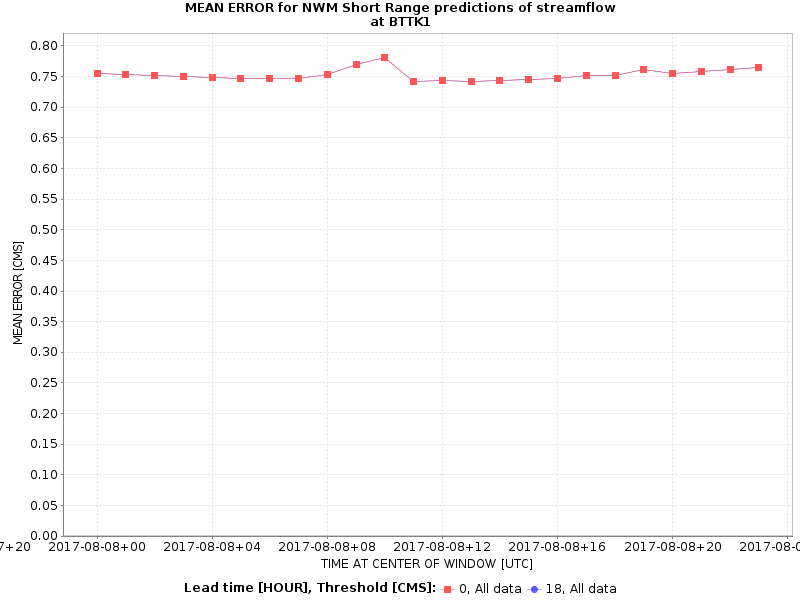 MEAN ERROR for NWM Short Range predictions of streamflow
at BTTK1
0.80
0.75
0.70
0.65
0.60
0.55
0.50
0.45
0.40
0.35
0.30
0.25
0.20
0.15
0.10
0.05
0.00
MEAN ERROR [CMS]
7+20 2017-08-08+00 2017-08-08+04 2017-08-08+08 2017-08-08+12 2017-08-08+16 2017-08-08+20 2017-08-0
TIME AT CENTER OF WINDOW [UTC]
Lead time [HOUR], Threshold [CMS]: 0, All data 18, All data